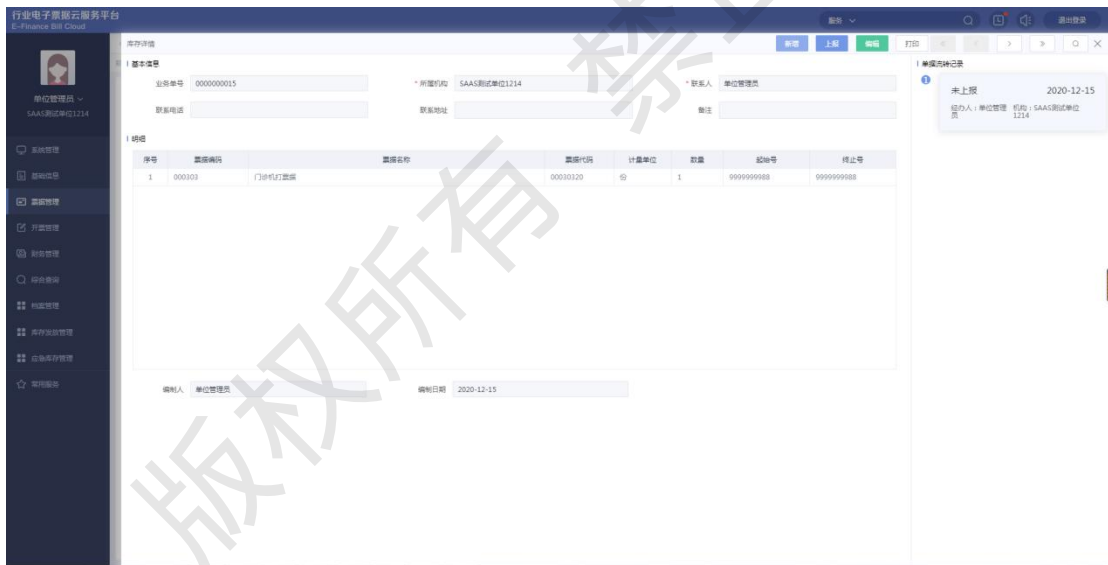 行业电子票据云服务平台
E-Finance Bill Cloud
服务
退出登录
单位管理员
SAAS测试单位1214
系统管理
基础信息
票据管理
开票管理
财务管理
综合查询
档案管理
库存发放管理
应急库存管理
常用服务
库存详情
新增 上报 编辑 打印
基本信息
业务单号 0000000015 * 所属机构 SAAS测试单位1214 * 联系人 单位管理员
联系电话 联系地址 备注
明细
序号 票据编码 票据名称 票据代码 计量单位 数量 起始号 终止号
1 000303 门诊机打票据 00030320 份 1 9999999988 9999999988
编制人 单位管理员 编制日期 2020-12-15
单据流转记录
1
未上报 2020-12-15
经办人：单位管理员 机构：SAAS测试单位1214
版权所有 禁止